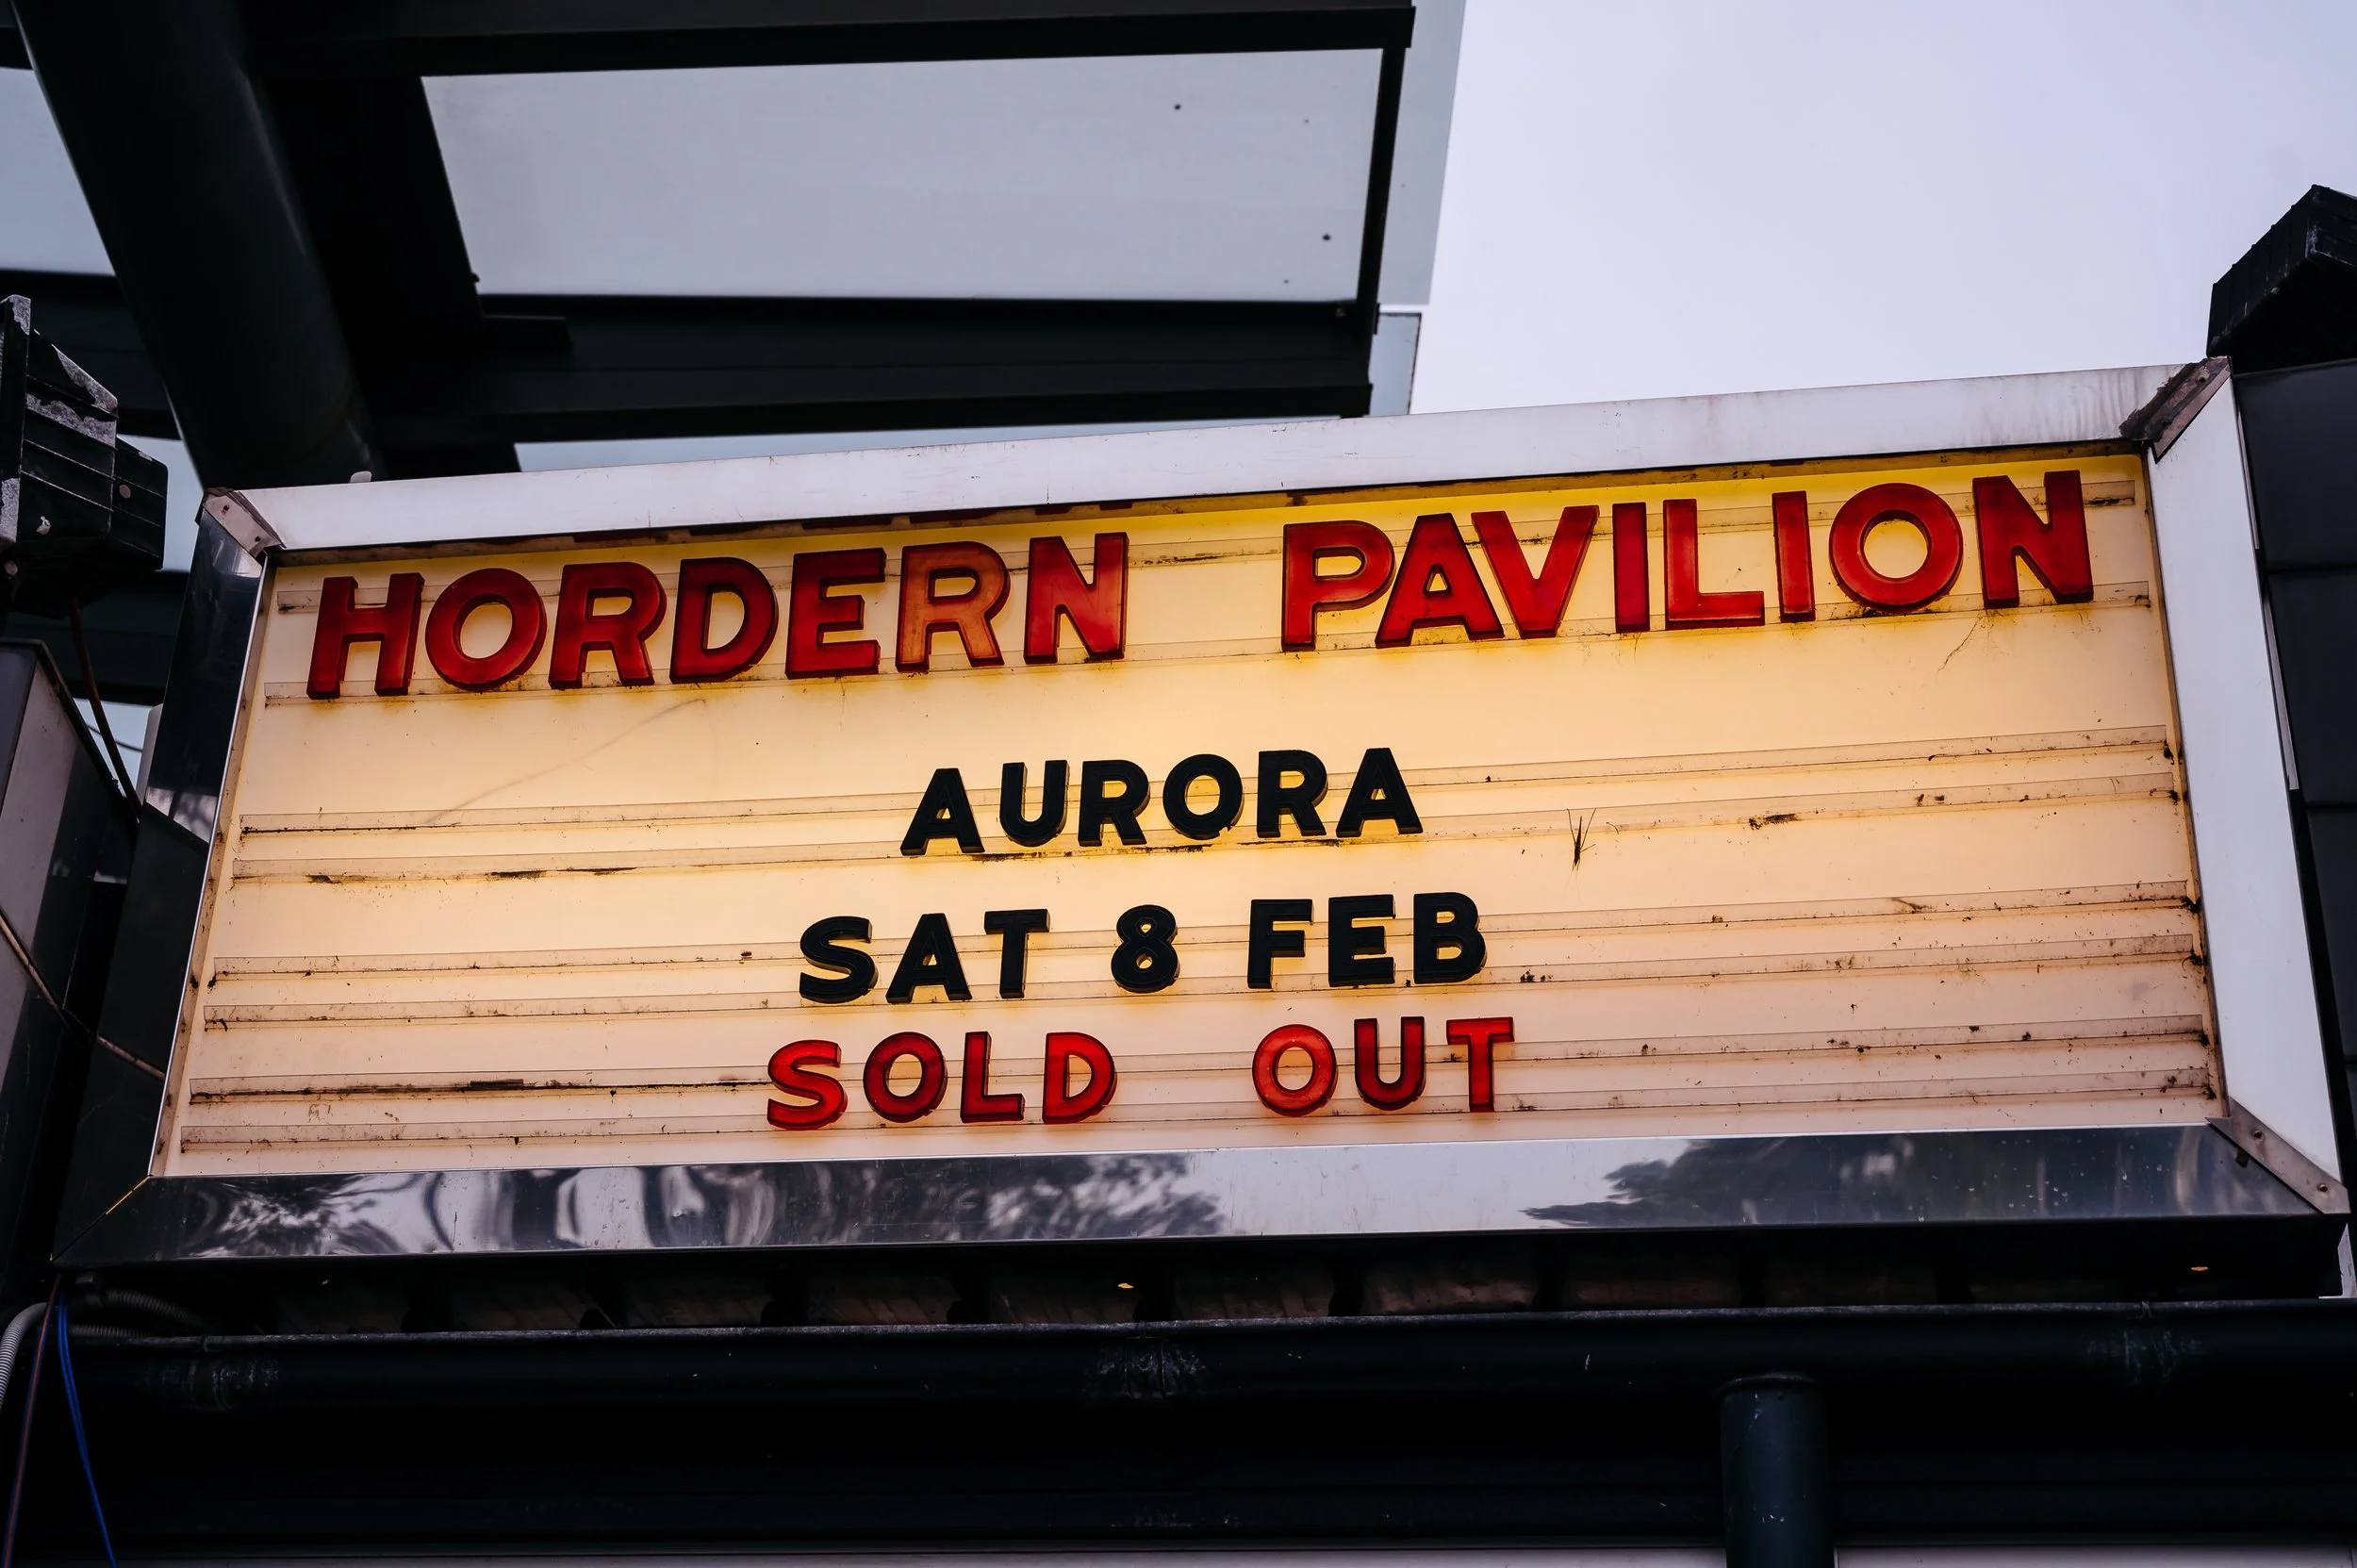 HORDERN PAVILION
AURORA
SAT 8 FEB
SOLD OUT